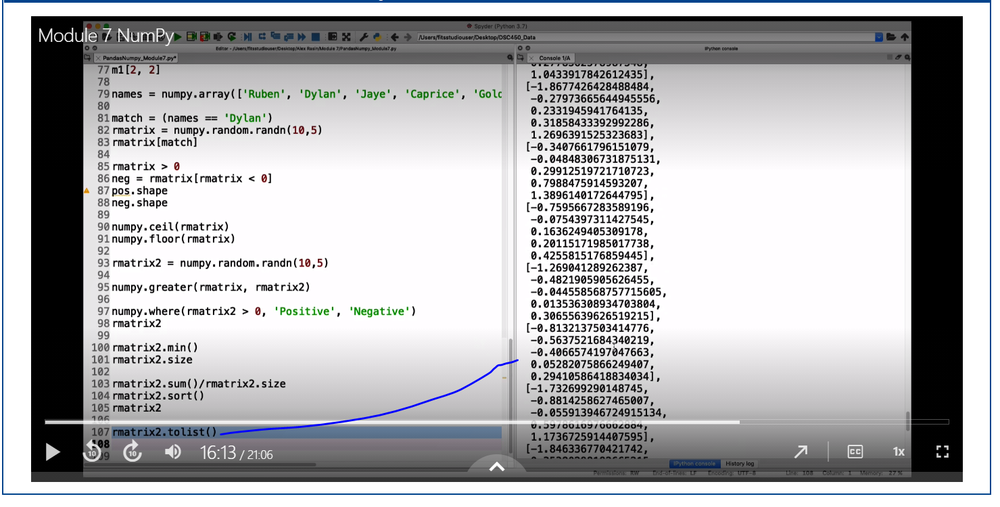 Module 7 NumPy
Spyder (Python 3.7)
/Users/fitsstudiouser/Desktop/DSC450_Data
Editor - /Users/fitsstudiouser/Desktop/Alex Rasin/Module 7/PandasNumpy_Module7.py
IPython console
PandasNumpy_Module7.py*
Console 1/A
77 m1[2, 2]
78
79 names = numpy.array(['Ruben', 'Dylan', 'Jaye', 'Caprice', 'Gold
80
81 match = (names == 'Dylan')
82 rmatrix = numpy.random.randn(10,5)
83 rmatrix[match]
84
85 rmatrix > 0
86 neg = rmatrix[rmatrix < 0]
87 pos.shape
88 neg.shape
89
90 numpy.ceil(rmatrix)
91 numpy.floor(rmatrix)
92
93 rmatrix2 = numpy.random.randn(10,5)
94
95 numpy.greater(rmatrix, rmatrix2)
96
97 numpy.where(rmatrix2 > 0, 'Positive', 'Negative')
98 rmatrix2
99
100 rmatrix2.min()
101 rmatrix2.size
102
103 rmatrix2.sum()/rmatrix2.size
104 rmatrix2.sort()
105 rmatrix2
106
107 rmatrix2.tolist()
108
1.0433917842612435],
[-1.8677426428488484,
-0.27973665644945556,
0.2331945941764135,
0.31858433392992286,
1.2696391525323683],
[-0.3407661796151079,
-0.04848306731875131,
0.29912519721710723,
0.7988475914593207,
1.3896140172644795],
[-0.7595667283589196,
-0.0754397311427545,
0.1636249405309178,
0.20115171985017738,
0.4255815176859445],
[-1.269041289262387,
-0.4821905905626455,
-0.044558568757715605,
0.013536308934703804,
0.30655639626519215],
[-0.8132137503414776,
-0.5637521684340219,
-0.4066574197047663,
0.05282075866249407,
0.29410586418834034],
[-1.732699290148745,
-0.8814258627465007,
-0.055913946724915134,
0.5978616976662884,
1.1736725914407595],
[-1.846336770421742,
10
10
16:13 / 21:06
CC
1x
IPython console
History log
Permissions: RW
End-of-lines: LF
Encoding: UTF-8
Line: 108
Column: 1
Memory: 27 %